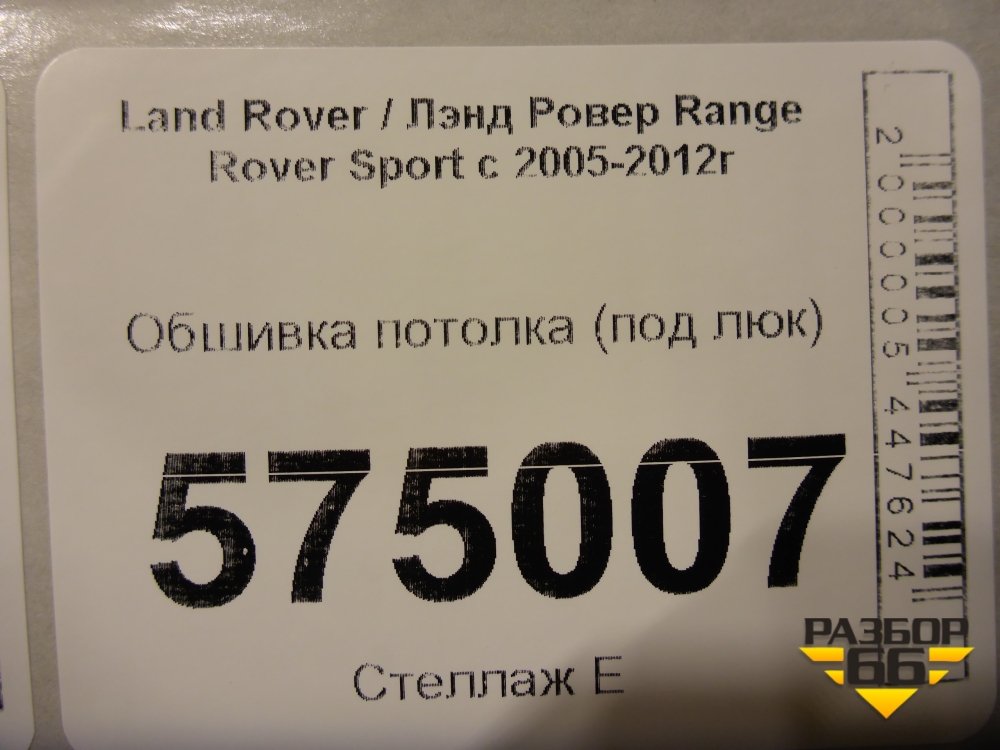 Land Rover / Лэнд Ровер Range
Rover Sport с 2005-2012г
Обшивка потолка (под люк)
575007
Стеллаж Е
2000005447624
РАЗБОР
66